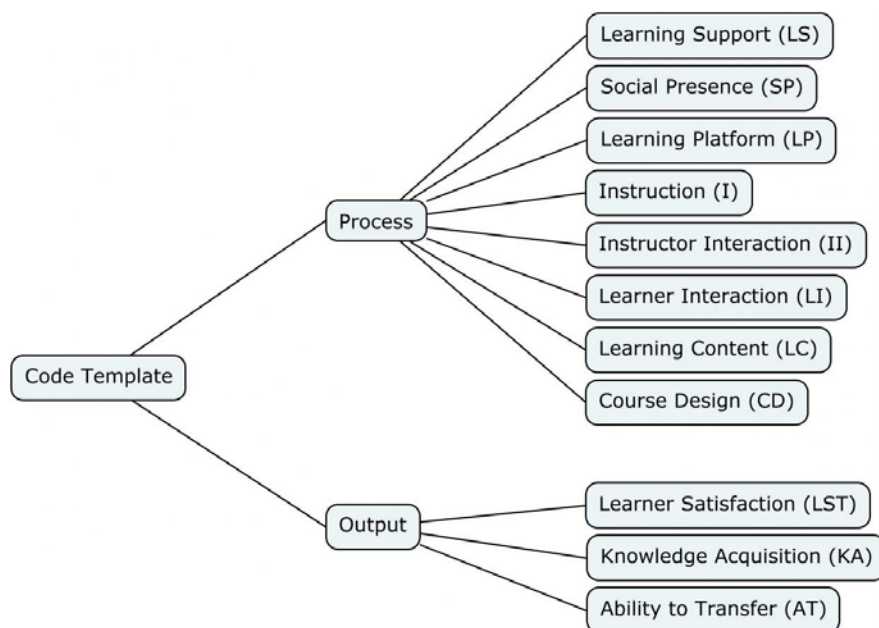 Learning Support (LS)
Social Presence (SP)
Learning Platform (LP)
Instruction (I)
Process
Instructor Interaction (II)
Learner Interaction (LI)
Learning Content (LC)
Code Template
Course Design (CD)
Learner Satisfaction (LST)
Output
Knowledge Acquisition (KA)
Ability to Transfer (AT)